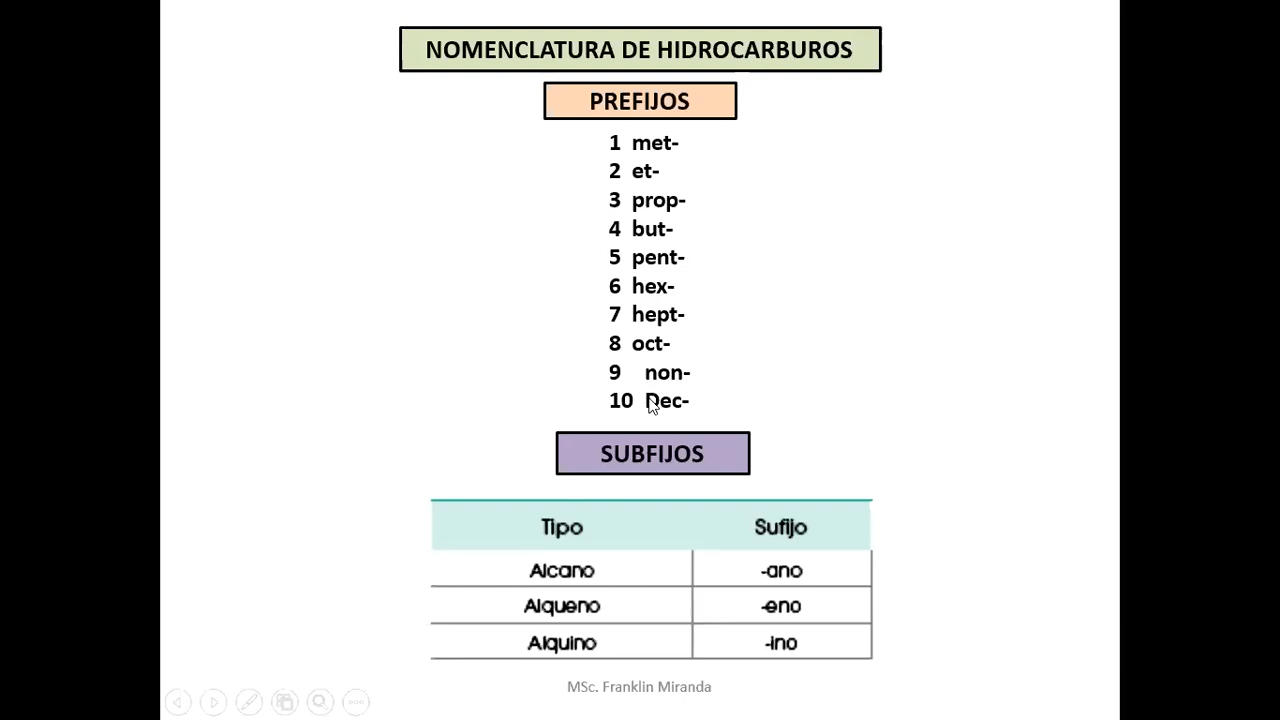 NOMENCLATURA DE HIDROCARBUROS
PREFIJOS
1 met-
2 et-
3 prop-
4 but-
5 pent-
6 hex-
7 hept-
8 oct-
9 non-
10 Dec-
SUBFIJOS
Tipo Sufijo
Alcano -ano
Alqueno -eno
Alquino -ino
MSc. Franklin Miranda